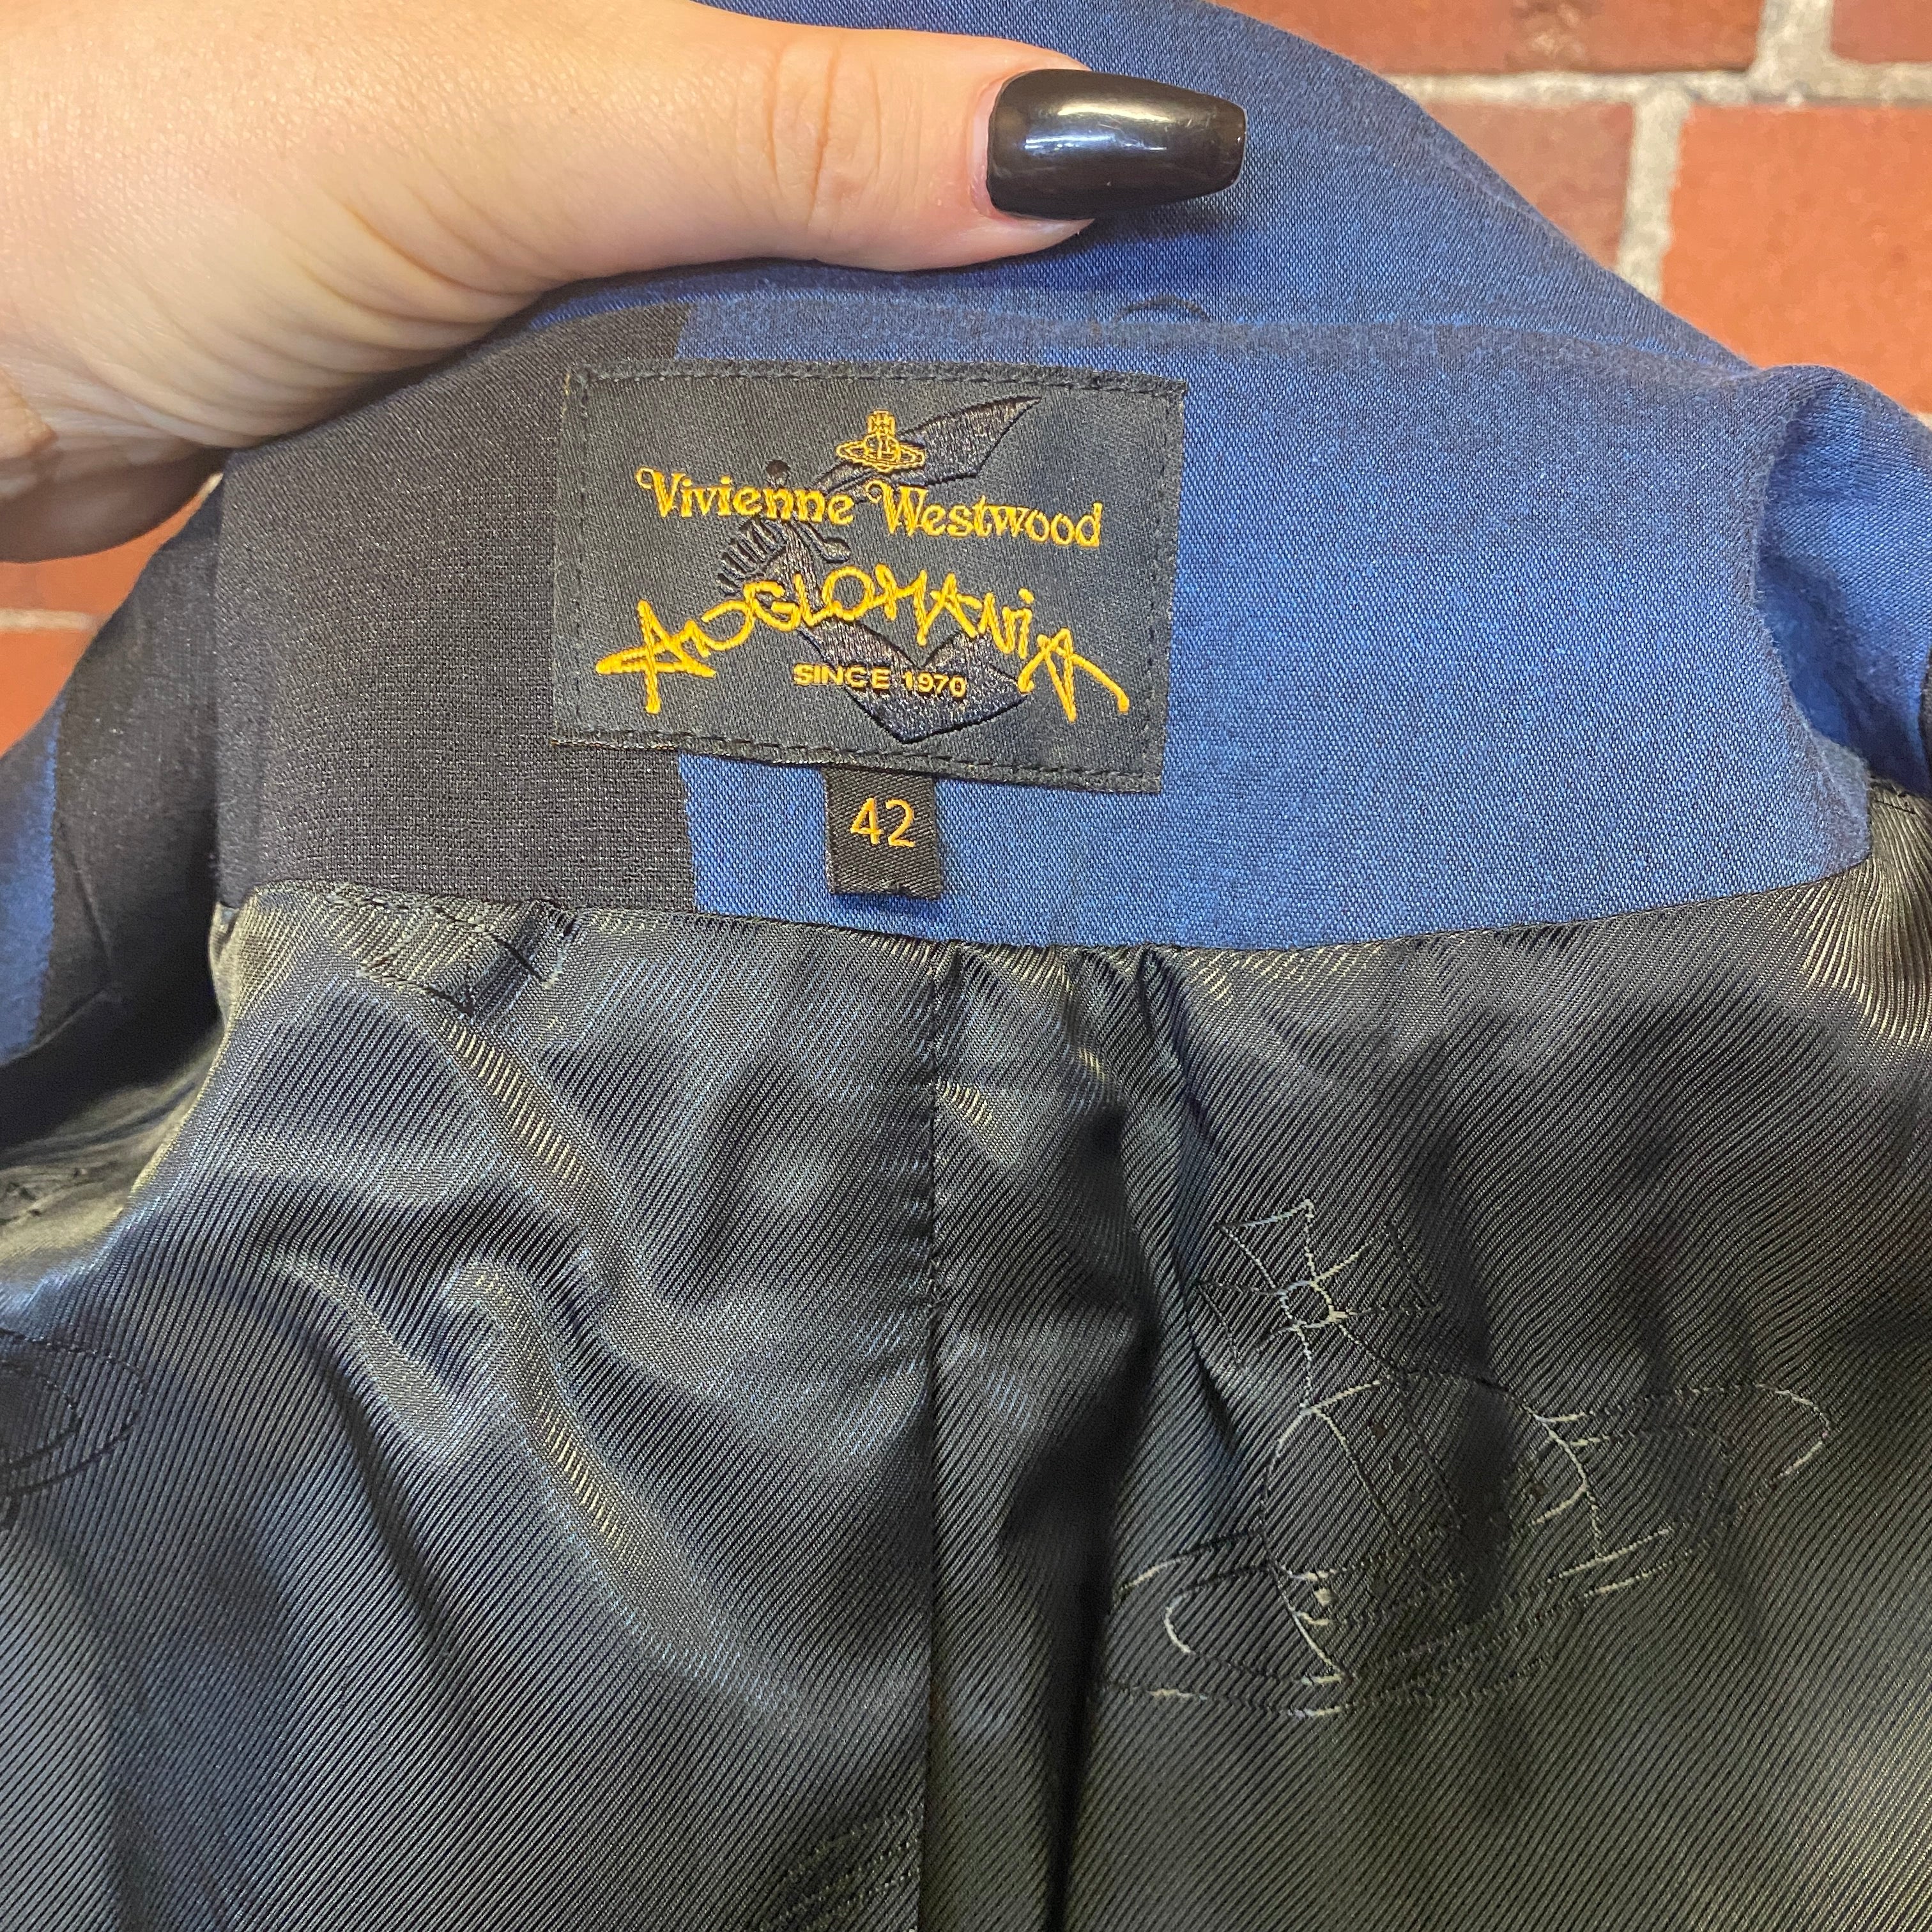 Vivienne Westwood
ANGLOMANiA
SINCE 1970
42